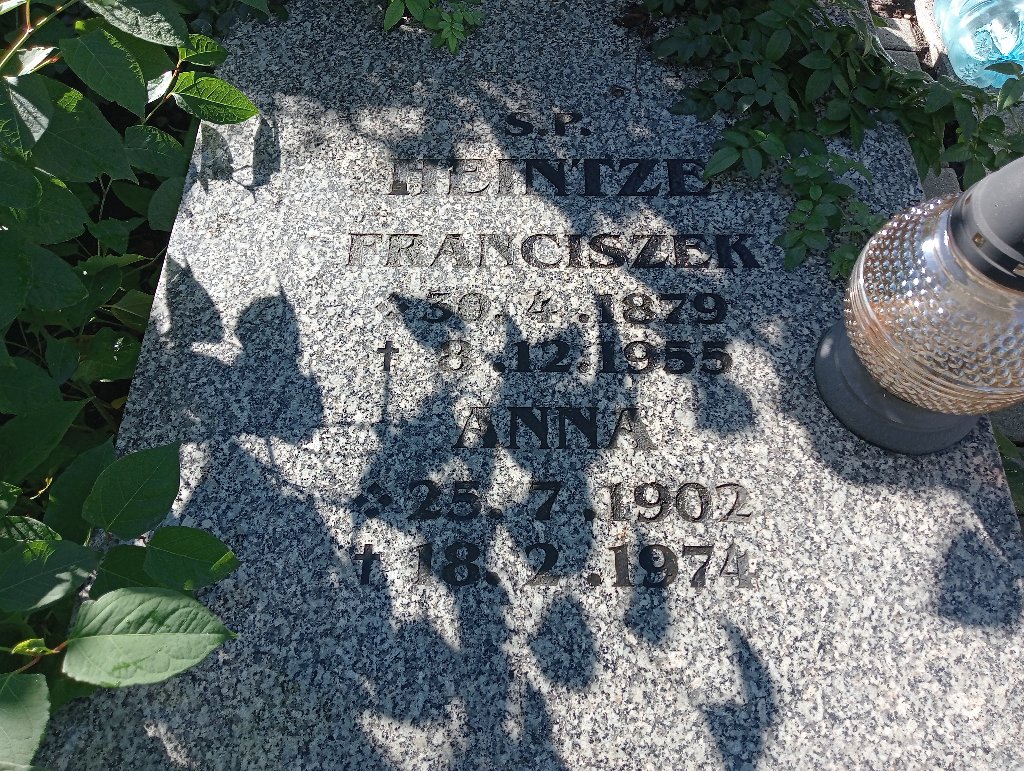 S.P.
HEINTZE
FRANCISZEK
* 30. 4. 1879
† 8. 12. 1955
ANNA
* 25. 7. 1902
† 18. 2. 1974